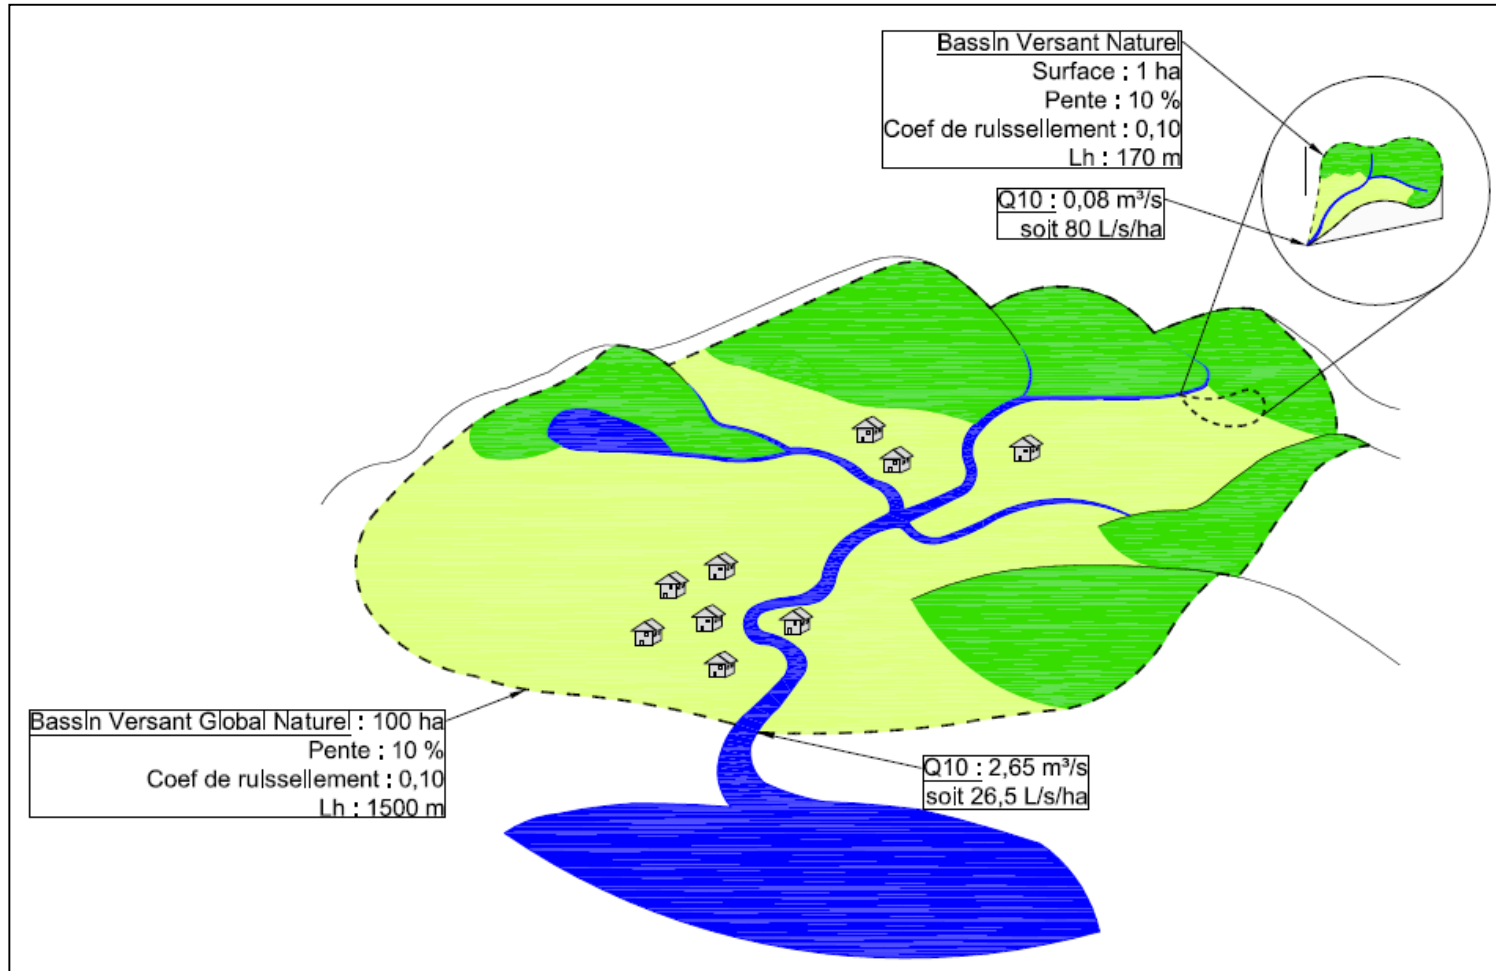 Bassin Versant Naturel
Surface : 1 ha
Pente : 10 %
Coef de ruissellement : 0,10
Lh : 170 m
Q10 : 0,08 m³/s
soit 80 L/s/ha
Bassin Versant Global Naturel : 100 ha
Pente : 10 %
Coef de ruissellement : 0,10
Lh : 1500 m
Q10 : 2,65 m³/s
soit 26,5 L/s/ha